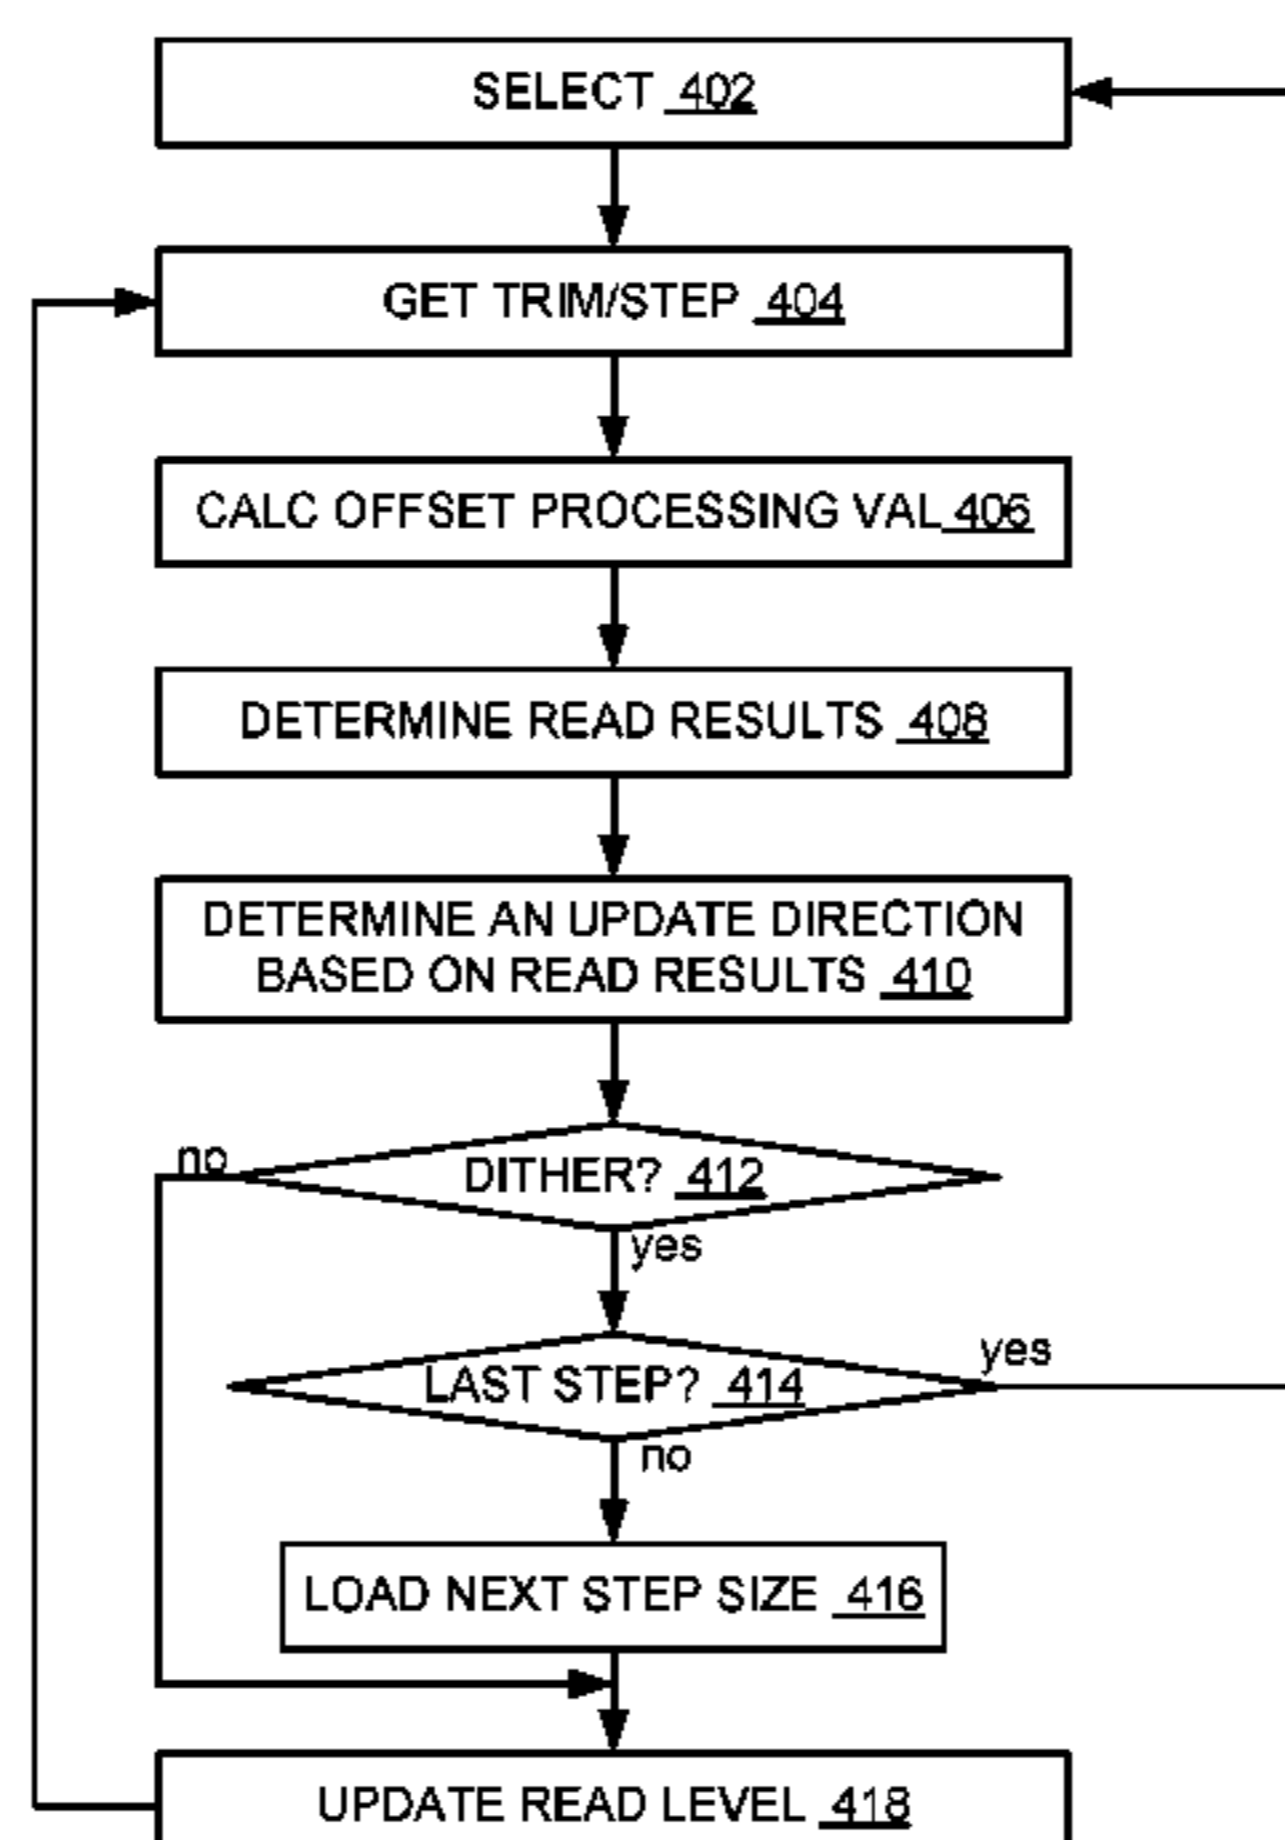 SELECT 402
GET TRIM/STEP 404
CALC OFFSET PROCESSING VAL 406
DETERMINE READ RESULTS 408
DETERMINE AN UPDATE DIRECTION
BASED ON READ RESULTS 410
no
DITHER? 412
yes
yes
LAST STEP? 414
no
LOAD NEXT STEP SIZE 416
UPDATE READ LEVEL 418